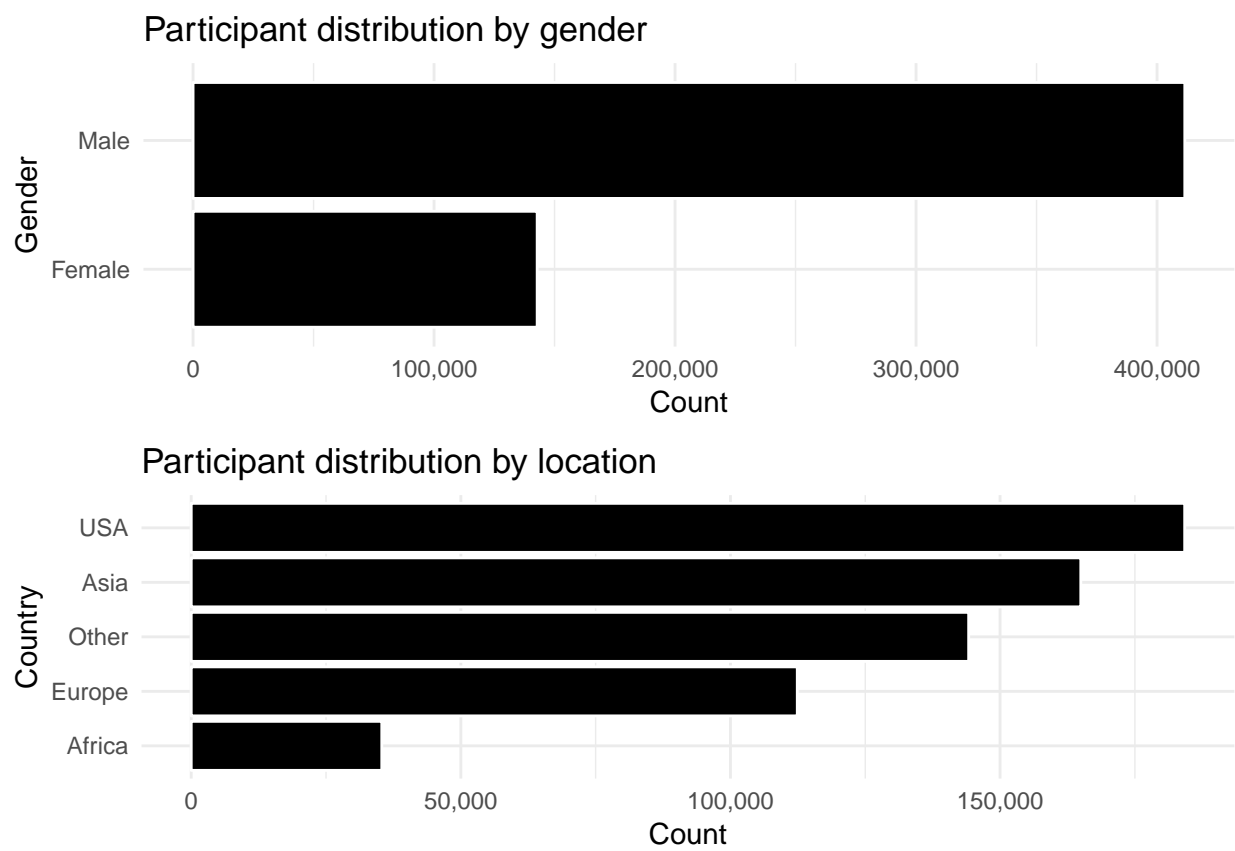 Participant distribution by gender
Gender
Male
Female
0 100,000 200,000 300,000 400,000
Count
Participant distribution by location
Country
USA
Asia
Other
Europe
Africa
0 50,000 100,000 150,000
Count